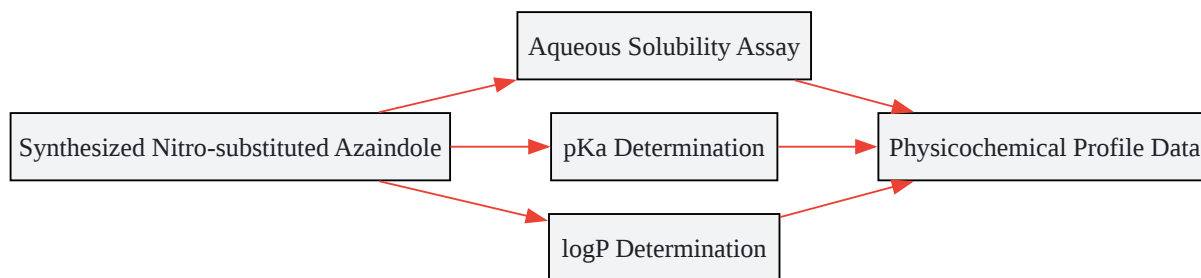 Aqueous Solubility Assay
Synthesized Nitro-substituted Azaindole
pKa Determination
Physicochemical Profile Data
logP Determination